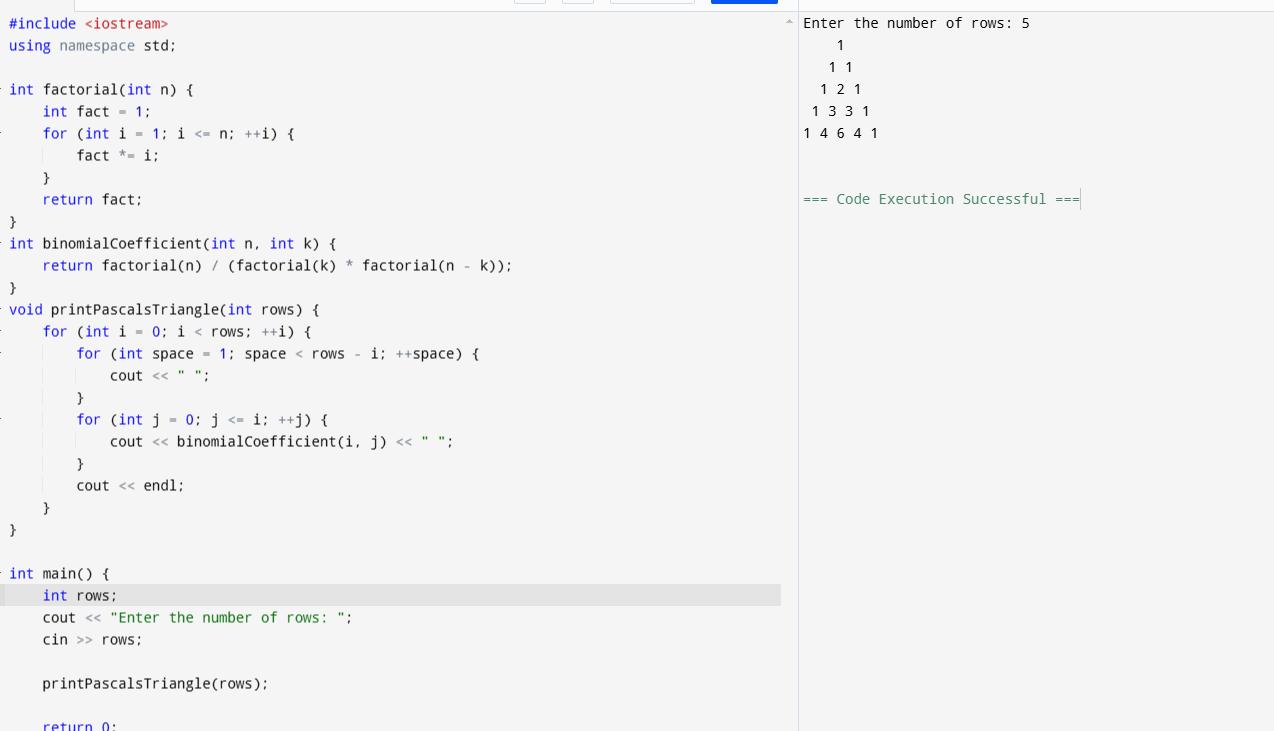 #include <iostream>
using namespace std;

int factorial(int n) {
    int fact = 1;
    for (int i = 1; i <= n; ++i) {
        fact *= i;
    }
    return fact;
}
int binomialCoefficient(int n, int k) {
    return factorial(n) / (factorial(k) * factorial(n - k));
}
void printPascalsTriangle(int rows) {
    for (int i = 0; i < rows; ++i) {
        for (int space = 1; space < rows - i; ++space) {
            cout << " ";
        }
        for (int j = 0; j <= i; ++j) {
            cout << binomialCoefficient(i, j) << " ";
        }
        cout << endl;
    }
}

int main() {
    int rows;
    cout << "Enter the number of rows: ";
    cin >> rows;

    printPascalsTriangle(rows);

    return 0;
Enter the number of rows: 5
    1
   1 1
  1 2 1
 1 3 3 1
1 4 6 4 1

=== Code Execution Successful ===